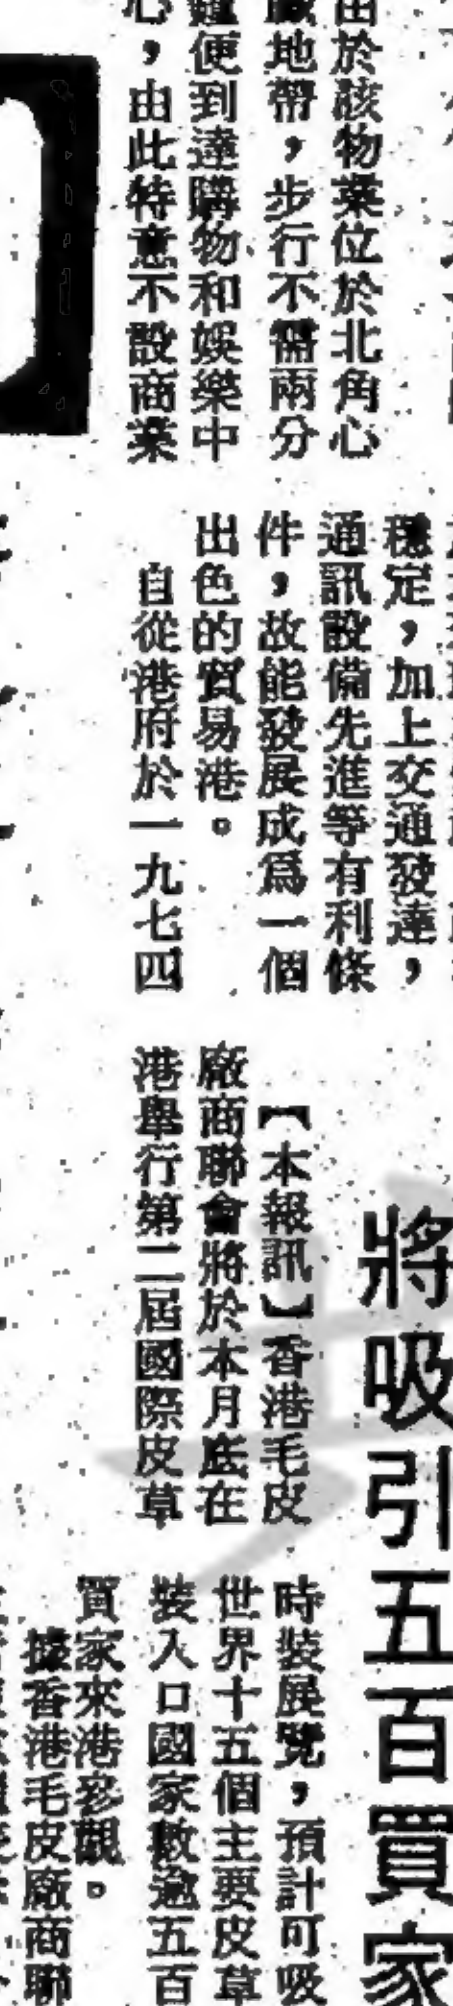 由於該物業位於北角心
臟地帶，步行不需兩分
鐘便到達購物和娛樂中
心，由此特意不設商業
穩定，加上交通發達，
通訊設備先進等有利條
件，故能發展成爲一個
出色的貿易港。
自從港府於一九七四
將吸引五百買家
【本報訊】香港毛皮
廠商聯會將於本月底在
港舉行第二屆國際皮草
時裝展覽，預計可吸
世界十五個主要皮草
裝入口國家數逾五百
買家來港參觀。
據香港毛皮廠商聯